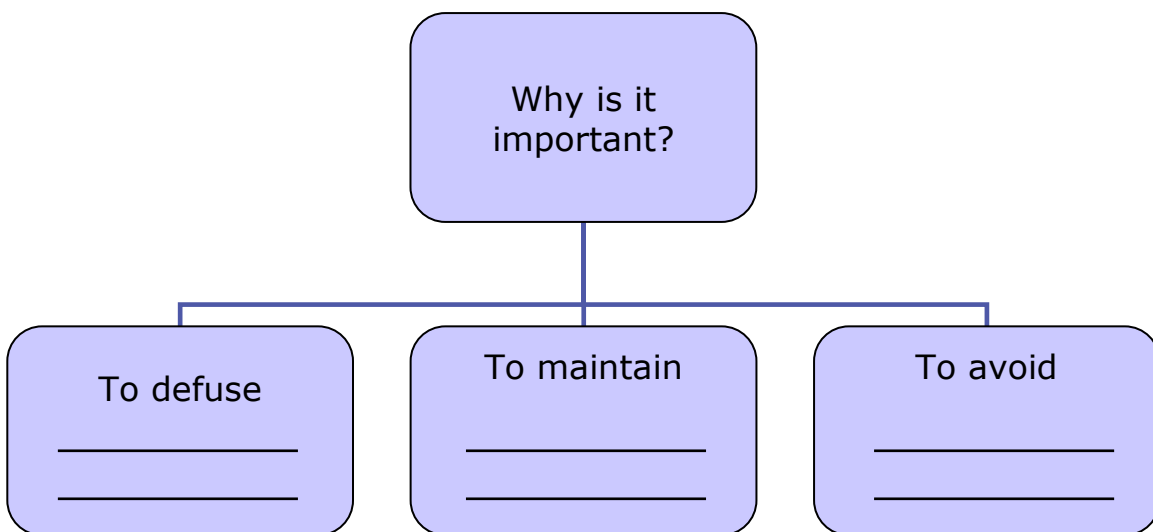 Why is it
important?
To defuse
To maintain
To avoid